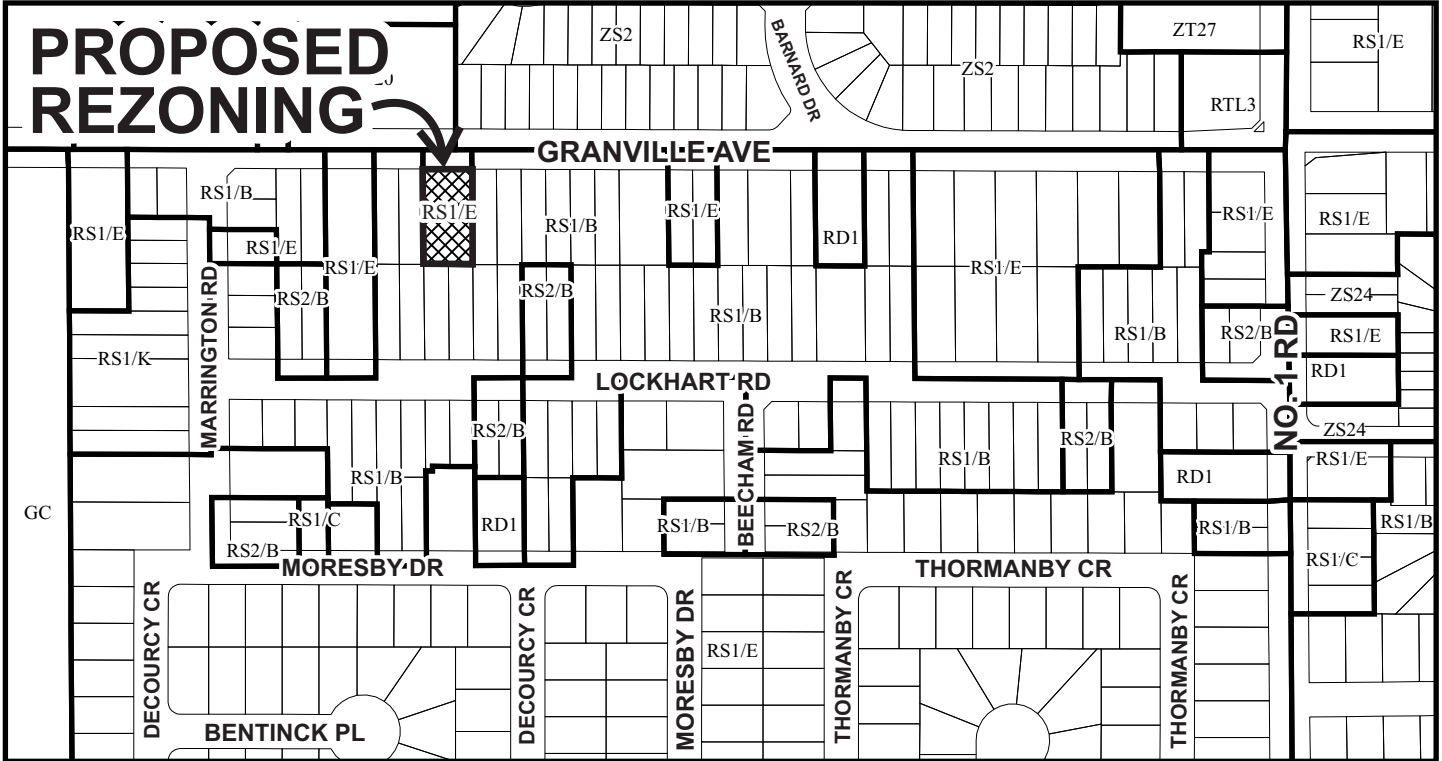 PROPOSED
REZONING
ZS2
BARNARD DR
ZS2
ZT27
RS1/E
RTL3
GRANVILLE AVE
RS1/E
RS1/B
RS1/E
RS1/E
RS2/B
RS1/E
RS1/B
RS2/B
RS1/E
RS1/B
RD1
RS1/E
RS1/B
RS1/E
RS2/B
RS1/E
ZS24
RS1/E
RD1
ZS24
RS1/E
NO. 1 RD
RS1/K
MARRINGTON RD
LOCKHART RD
RS2/B
RS1/B
BEECHAM RD
RS1/B
RS2/B
RD1
RS1/B
RS1/B
RS1/C
GC
RS1/C
RS2/B
RD1
RS1/B
RS2/B
MORESBY DR
THORMANBY CR
DECOURCY CR
DECOURCY CR
MORESBY DR
RS1/E
THORMANBY CR
THORMANBY CR
BENTINCK PL